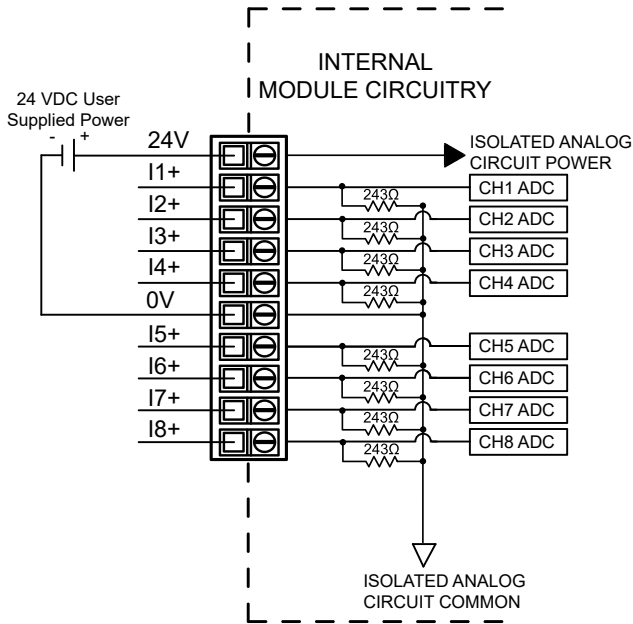 INTERNAL
MODULE CIRCUITRY
24 VDC User
Supplied Power
- +
24V
ISOLATED ANALOG
CIRCUIT POWER
I1+
243Ω
CH1 ADC
I2+
243Ω
CH2 ADC
I3+
243Ω
CH3 ADC
I4+
243Ω
CH4 ADC
0V
I5+
243Ω
CH5 ADC
I6+
243Ω
CH6 ADC
I7+
243Ω
CH7 ADC
I8+
243Ω
CH8 ADC
ISOLATED ANALOG
CIRCUIT COMMON